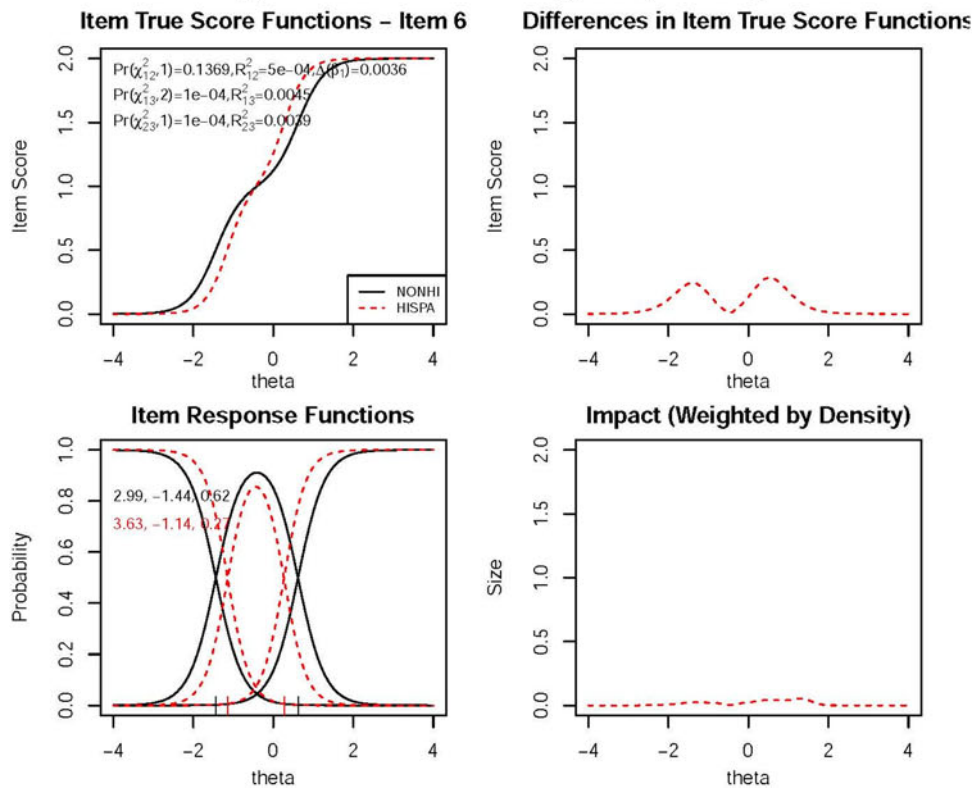 Item True Score Functions – Item 6
Pr(χ²₁₂,1)=0.1369,R²₁₂=5e−04,Δ(β₁)=0.0036
Pr(χ²₁₃,2)=1e−04,R²₁₃=0.0045
Pr(χ²₂₃,1)=1e−04,R²₂₃=0.0039
Item Score
0.0 0.5 1.0 1.5 2.0
NONHI
HISPA
−4 −2 0 2 4
theta
Differences in Item True Score Functions
Item Score
0.0 0.5 1.0 1.5 2.0
−4 −2 0 2 4
theta
Item Response Functions
2.99, −1.44, 0.62
3.63, −1.14, 0.27
Probability
0.0 0.2 0.4 0.6 0.8 1.0
−4 −2 0 2 4
theta
Impact (Weighted by Density)
Size
0.0 0.5 1.0 1.5 2.0
−4 −2 0 2 4
theta